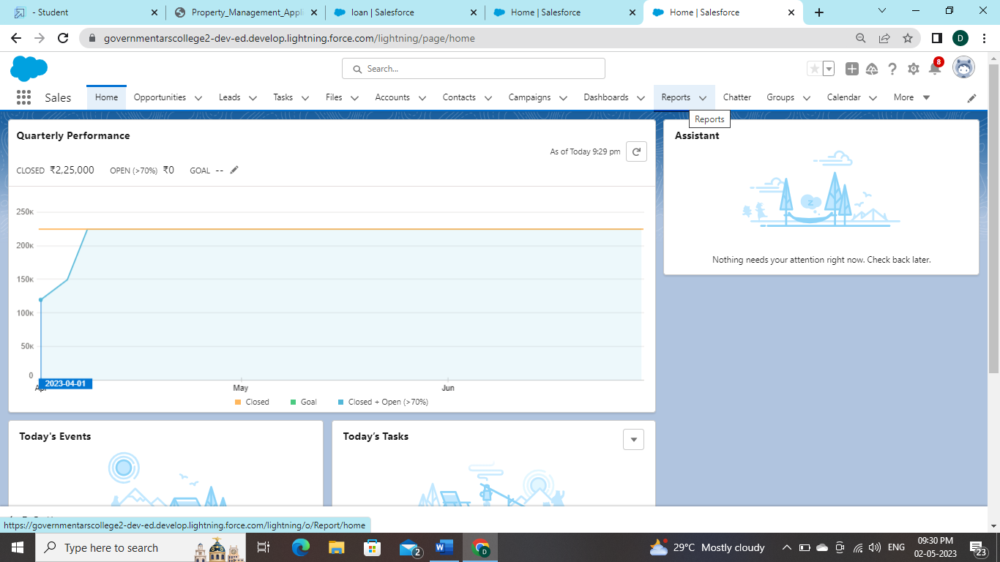 - Student
Property_Management_Appli
loan | Salesforce
Home | Salesforce
Home | Salesforce
governmentarscollege2-dev-ed.develop.lightning.force.com/lightning/page/home
D
Search...
8
Sales
Home
Opportunities
Leads
Tasks
Files
Accounts
Contacts
Campaigns
Dashboards
Reports
Chatter
Groups
Calendar
More
Reports
Quarterly Performance
As of Today 9:29 pm
CLOSED ₹2,25,000 OPEN (>70%) ₹0 GOAL --
250K
200K
150K
100K
50K
0
2023-04-01
May
Jun
Closed
Goal
Closed + Open (>70%)
Assistant
z
Nothing needs your attention right now. Check back later.
Today's Events
Today's Tasks
https://governmentarscollege2-dev-ed.develop.lightning.force.com/lightning/o/Report/home
Type here to search
2
W
D
29°C Mostly cloudy
ENG
09:30 PM
02-05-2023
23